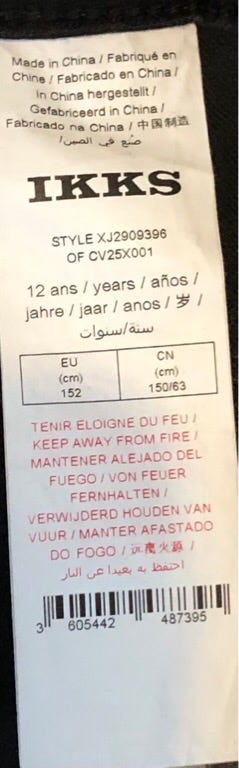 Made in China / Fabriqué en
Chine / Fabricado en China /
In China hergestellt /
Gefabriceerd in China /
Fabricado na China / 中国制造
صُنع في الصين/
IKKS
STYLE XJ2909396
OF CV25X001
12 ans / years / años /
jahre / jaar / anos / 岁 /
سنة/سنوات
EU
(cm)
152
CN
(cm)
150/63
TENIR ELOIGNE DU FEU /
KEEP AWAY FROM FIRE /
MANTENER ALEJADO DEL
FUEGO / VON FEUER
FERNHALTEN /
VERWIJDERD HOUDEN VAN
VUUR / MANTER AFASTADO
DO FOGO / 远离火源 /
احتفظ به بعيدا عن النار
3 605442 487395